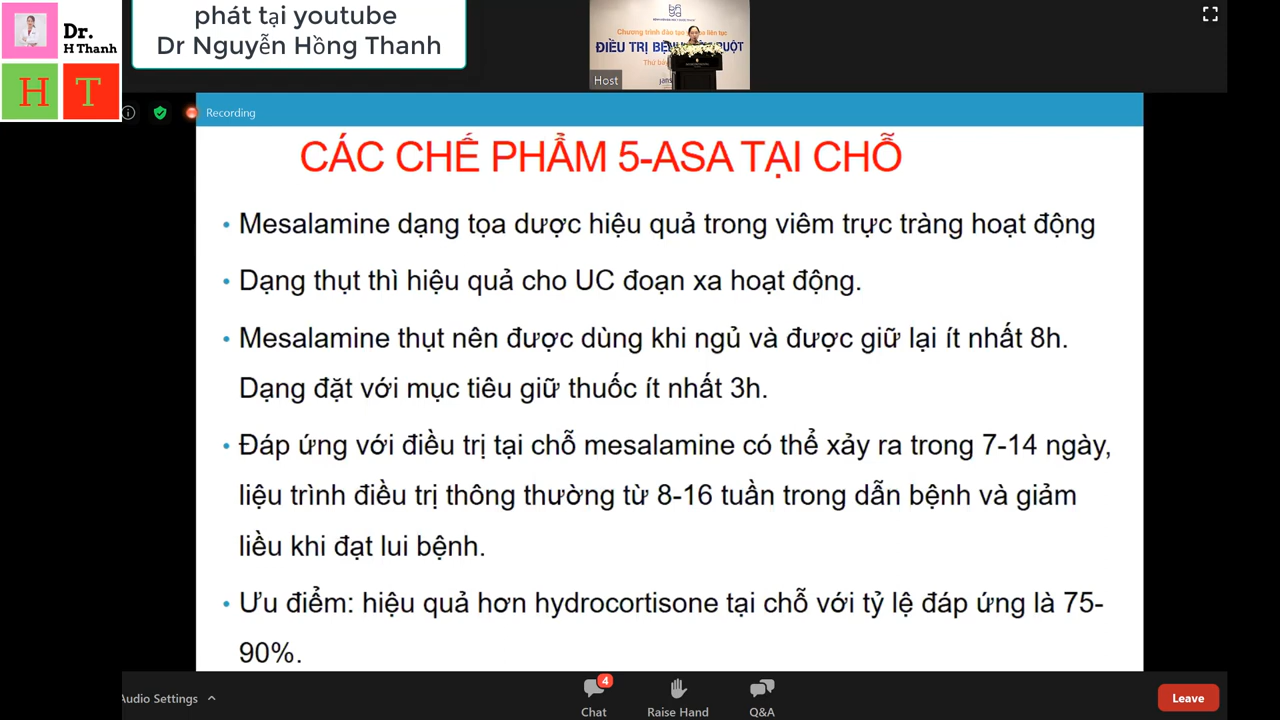 phát tại youtube
Dr Nguyễn Hồng Thanh
Dr.
H Thanh
H T
Chương trình đào tạo
liên tục
ĐIỀU TRỊ BỆNH
RUỘT
Host
Recording
CÁC CHẾ PHẨM 5-ASA TẠI CHỖ
• Mesalamine dạng tọa dược hiệu quả trong viêm trực tràng hoạt động
• Dạng thụt thì hiệu quả cho UC đoạn xa hoạt động.
• Mesalamine thụt nên được dùng khi ngủ và được giữ lại ít nhất 8h.
Dạng đặt với mục tiêu giữ thuốc ít nhất 3h.
• Đáp ứng với điều trị tại chỗ mesalamine có thể xảy ra trong 7-14 ngày,
liệu trình điều trị thông thường từ 8-16 tuần trong dẫn bệnh và giảm
liều khi đạt lui bệnh.
• Ưu điểm: hiệu quả hơn hydrocortisone tại chỗ với tỷ lệ đáp ứng là 75-
90%.
Audio Settings
4
Chat
Raise Hand
Q&A
Leave